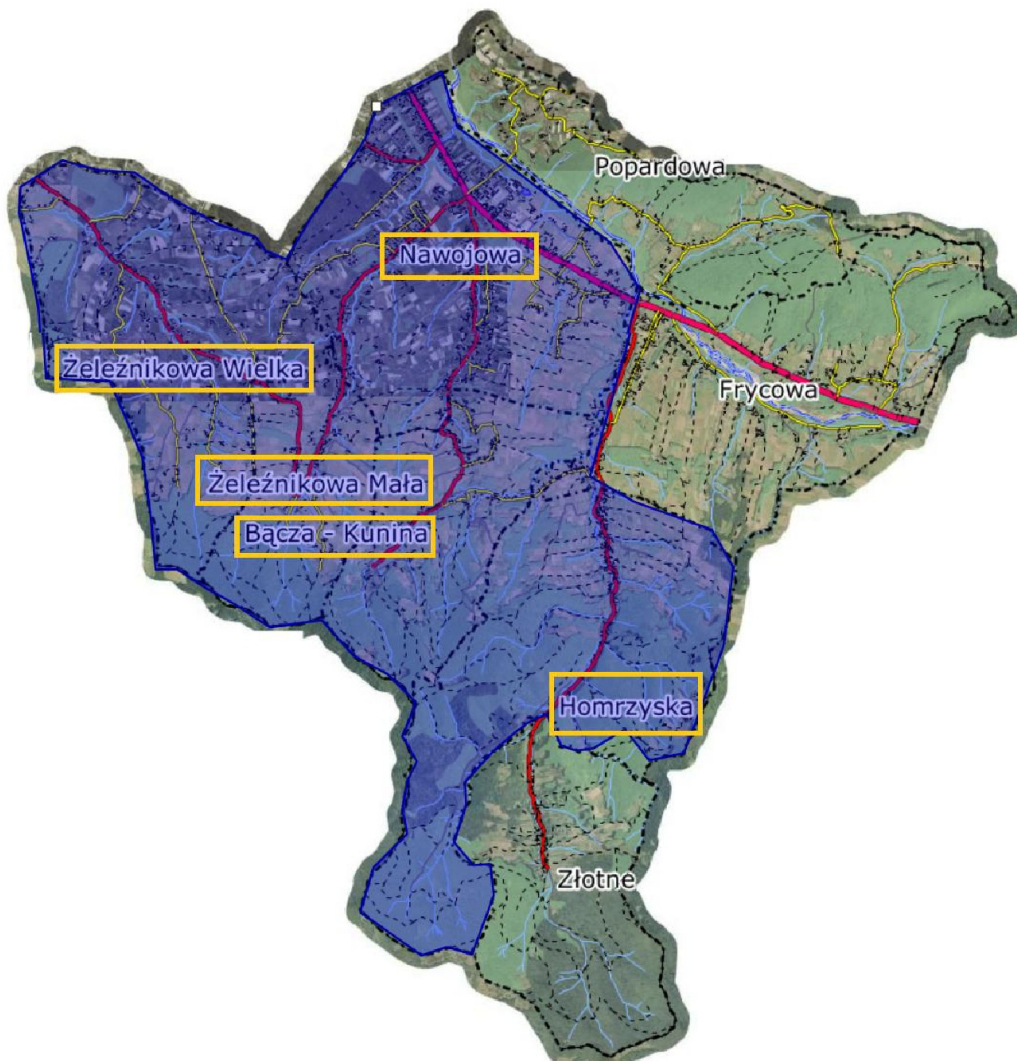 Popardowa
Nawojowa
Żeleźnikowa Wielka
Frycowa
Żeleźnikowa Mała
Bącza - Kunina
Homrzyska
Złotne